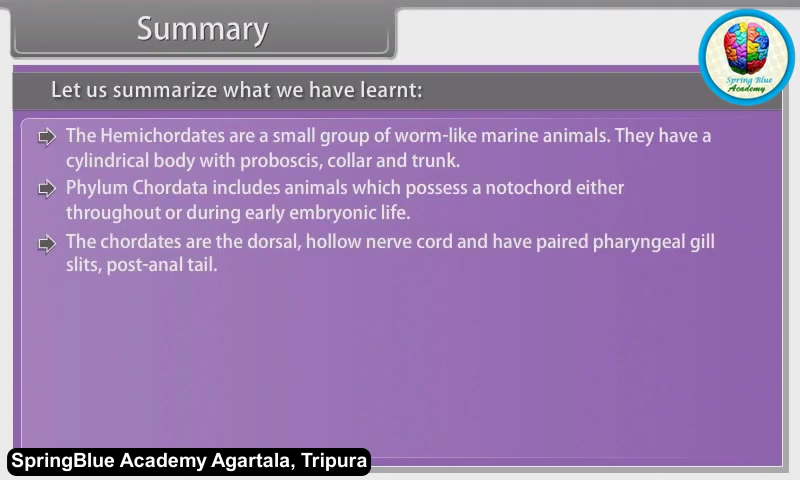 Summary
Spring Blue
Academy
Let us summarize what we have learnt:
The Hemichordates are a small group of worm-like marine animals. They have a
cylindrical body with proboscis, collar and trunk.
Phylum Chordata includes animals which possess a notochord either
throughout or during early embryonic life.
The chordates are the dorsal, hollow nerve cord and have paired pharyngeal gill
slits, post-anal tail.
SpringBlue Academy Agartala, Tripura